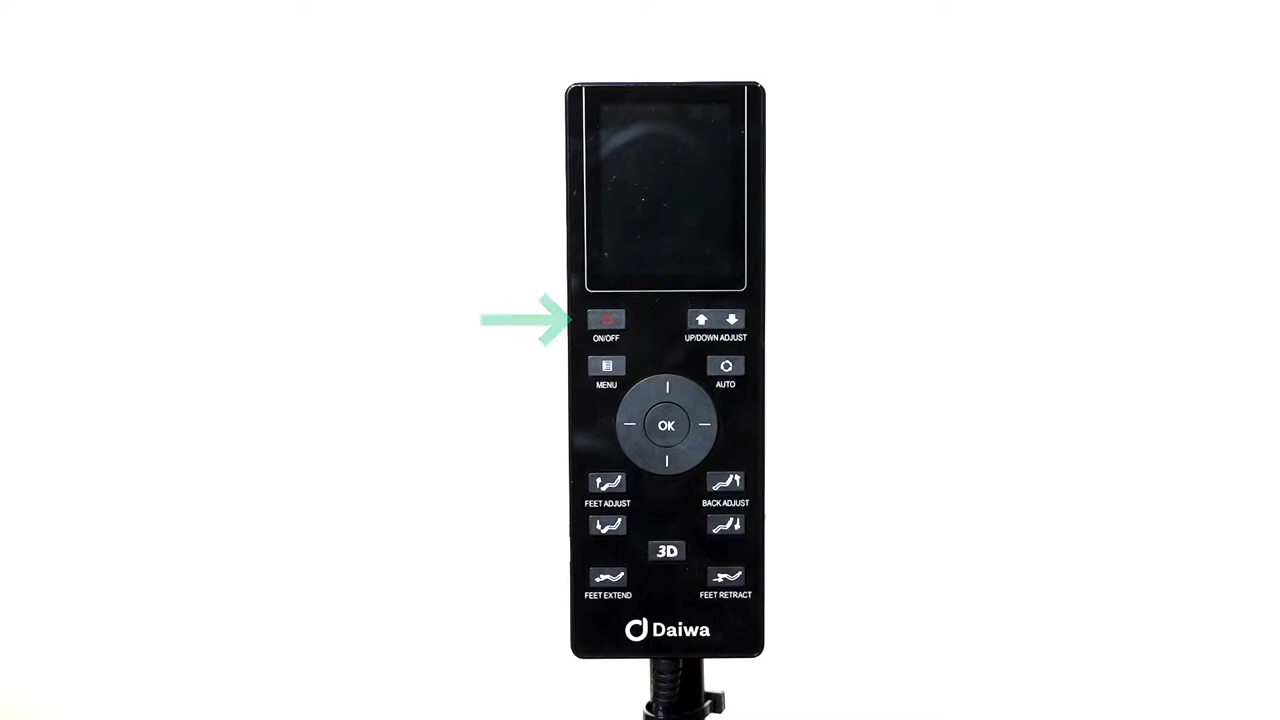 ON/OFF
UP/DOWN ADJUST
MENU
AUTO
OK
FEET ADJUST
BACK ADJUST
3D
FEET EXTEND
FEET RETRACT
Daiwa